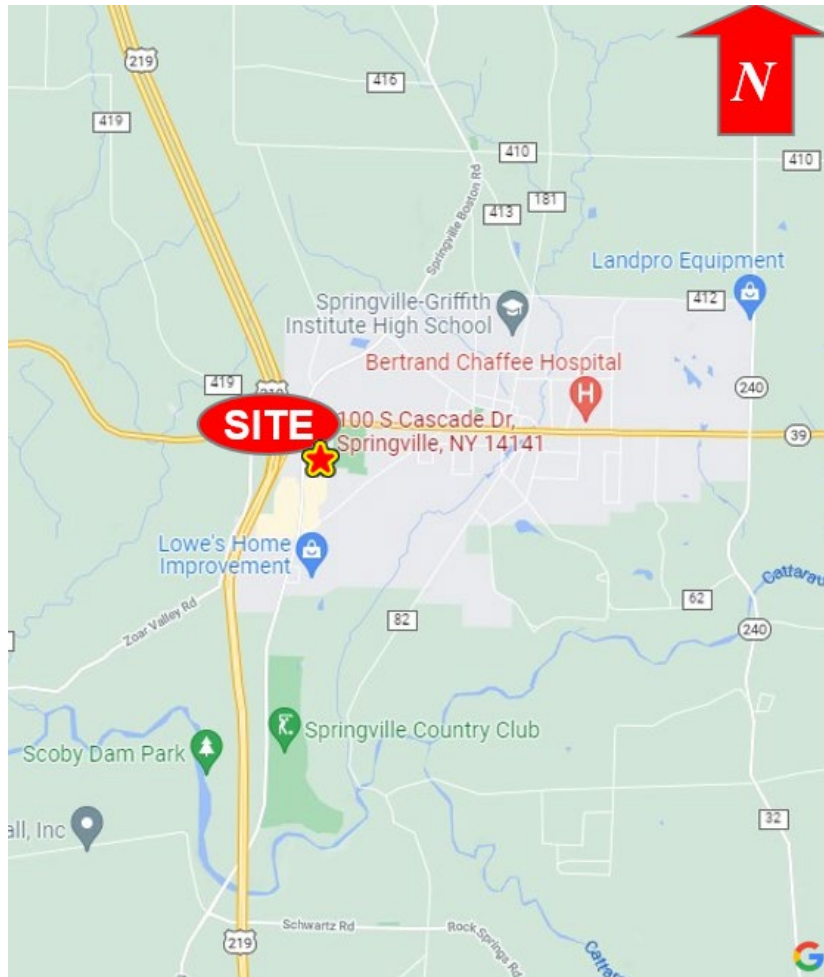 219
416
419
N
410
410
Springville Boston Rd
413
181
Landpro Equipment
Springville-Griffith
Institute High School
412
Bertrand Chaffee Hospital
419
H
240
SITE
100 S Cascade Dr,
Springville, NY 14141
39
Lowe's Home
Improvement
Zoar Valley Rd
62
82
240
Springville Country Club
Scoby Dam Park
all, Inc
32
Schwartz Rd
219
Rock Springs Rd
G